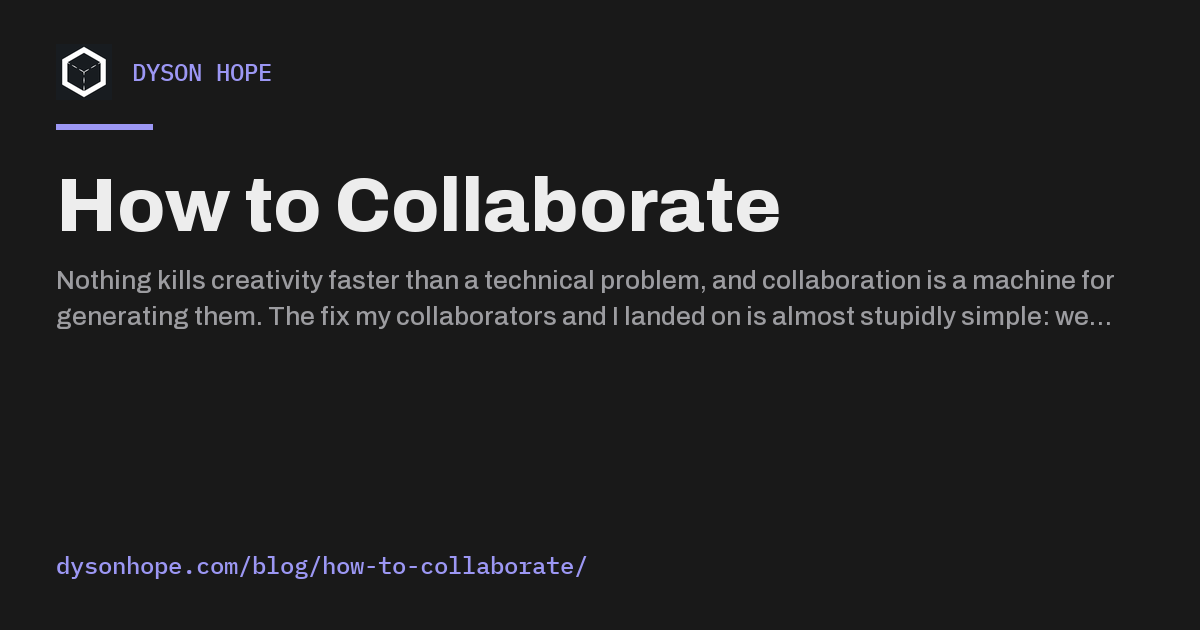 DYSON HOPE
How to Collaborate
Nothing kills creativity faster than a technical problem, and collaboration is a machine for
generating them. The fix my collaborators and I landed on is almost stupidly simple: we...
dysonhope.com/blog/how-to-collaborate/